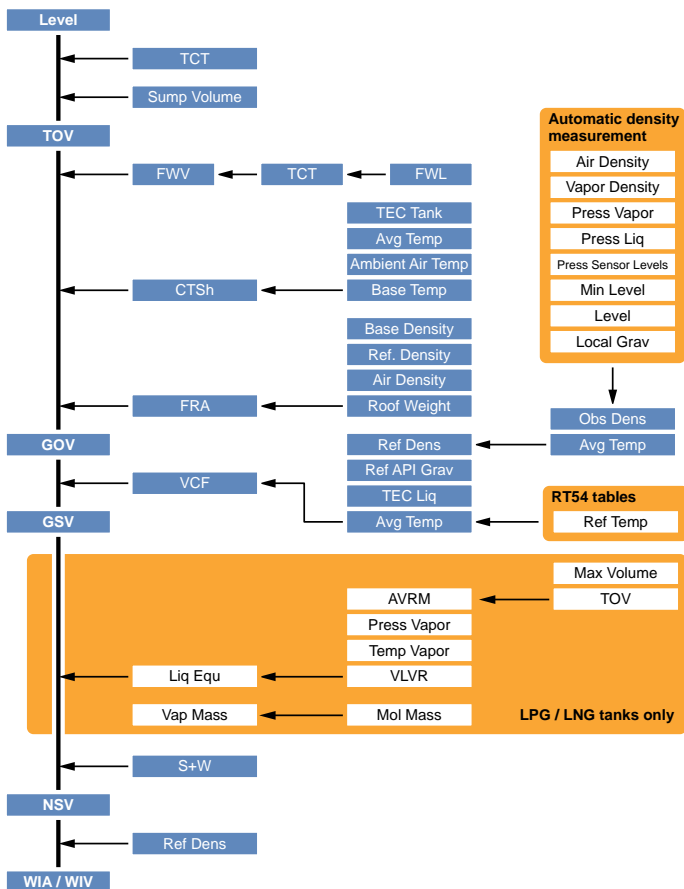 Level
TCT
Sump Volume
TOV
FWV
TCT
FWL
TEC Tank
Avg Temp
Ambient Air Temp
CTSh
Base Temp
Base Density
Ref. Density
Air Density
FRA
Roof Weight
Automatic density
measurement
Air Density
Vapor Density
Press Vapor
Press Liq
Press Sensor Levels
Min Level
Level
Local Grav
Obs Dens
Avg Temp
GOV
Ref Dens
Ref API Grav
VCF
TEC Liq
Avg Temp
RT54 tables
Ref Temp
GSV
Max Volume
AVRM
TOV
Press Vapor
Temp Vapor
Liq Equ
VLVR
Vap Mass
Mol Mass
LPG / LNG tanks only
S+W
NSV
Ref Dens
WIA / WIV